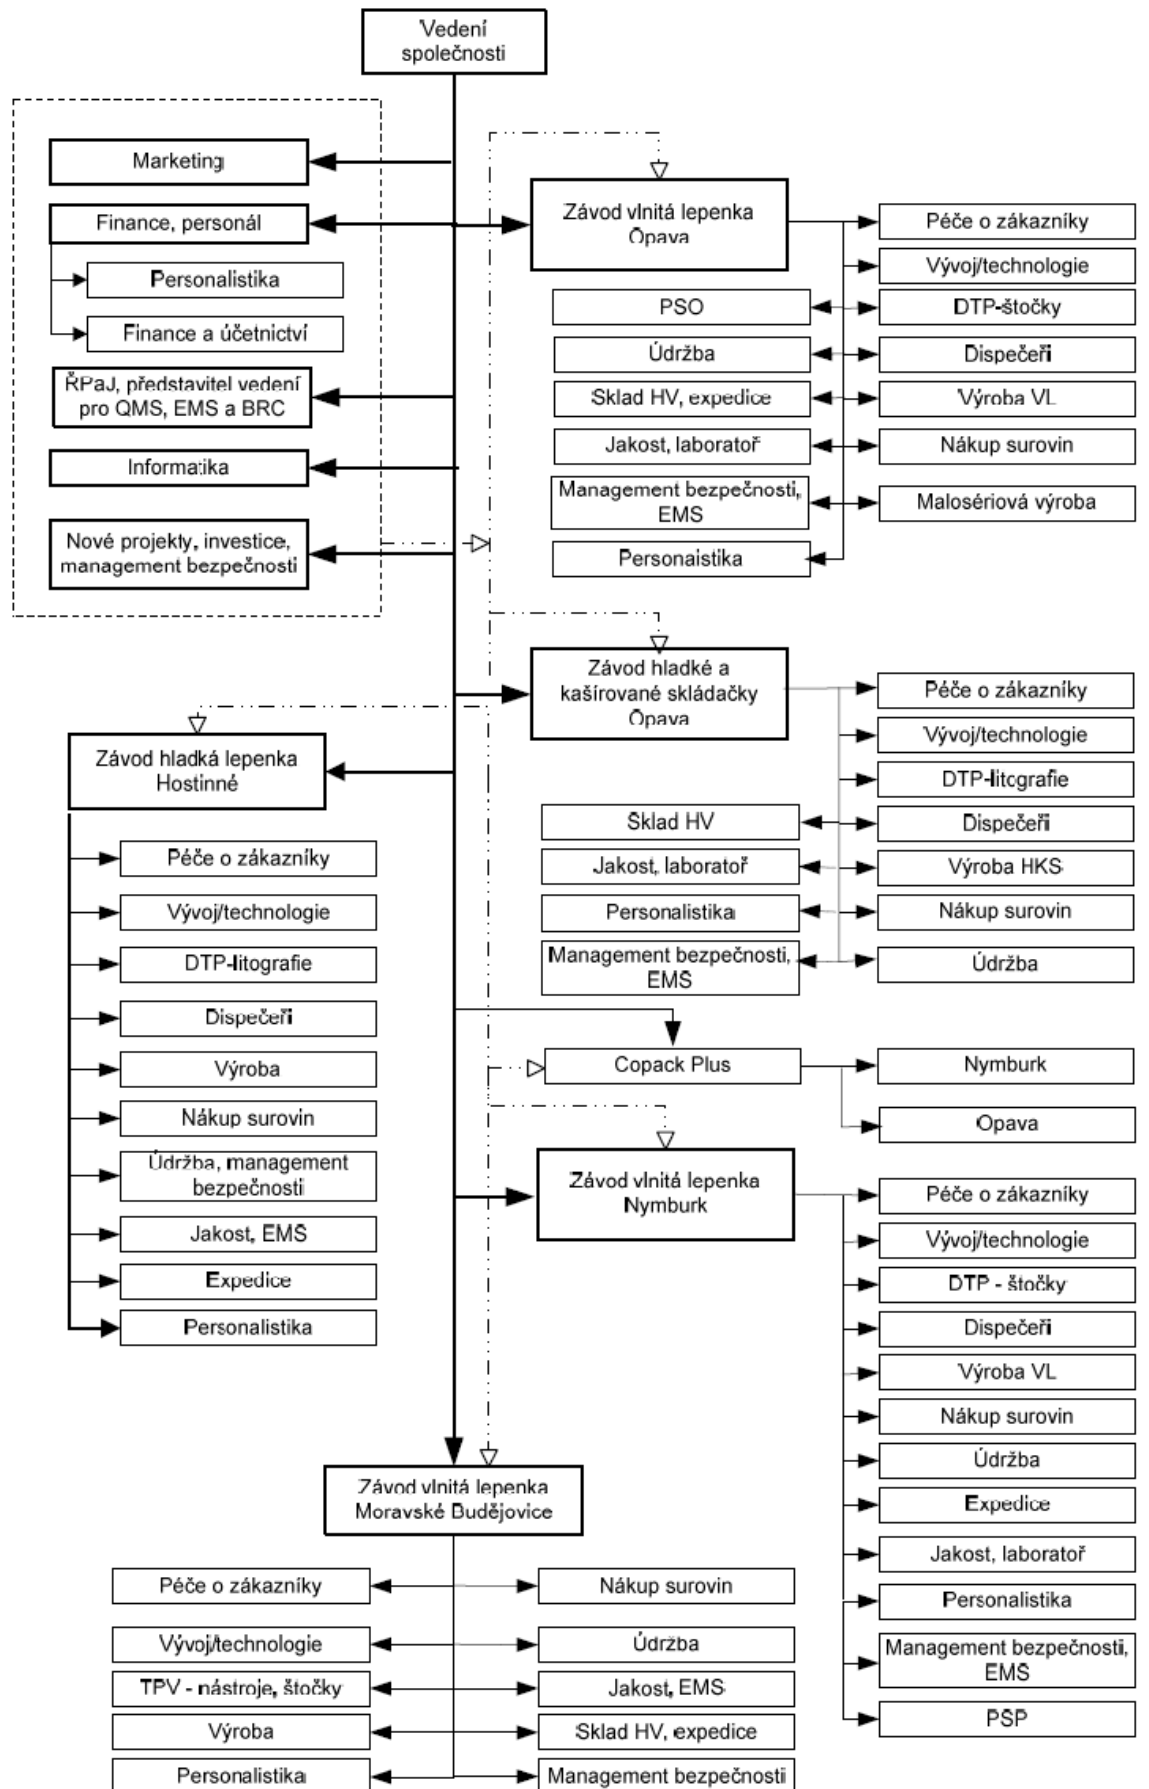 Vedení
společnosti
Marketing
Finance, personál
Personalistika
Finance a účetnictví
ŘPaJ, představitel vedení
pro QMS, EMS a BRC
Informatika
Nové projekty, investice,
management bezpečnosti
Závod vlnitá lepenka
Opava
Péče o zákazníky
Vývoj/technologie
PSO
DTP-štočky
Údržba
Dispečeři
Sklad HV, expedice
Výroba VL
Jakost, laboratoř
Nákup surovin
Management bezpečnosti,
EMS
Malosériová výroba
Personaistika
Závod hladké a
kašírované skládačky
Opava
Péče o zákazníky
Vývoj/technologie
DTP-litografie
Sklad HV
Dispečeři
Jakost, laboratoř
Výroba HKS
Personalistika
Nákup surovin
Management bezpečnosti,
EMS
Údržba
Závod hladká lepenka
Hostinné
Péče o zákazníky
Vývoj/technologie
DTP-litografie
Dispečeři
Výroba
Nákup surovin
Údržba, management
bezpečnosti
Jakost, EMS
Expedice
Personalistika
Copack Plus
Nymburk
Opava
Závod vlnitá lepenka
Nymburk
Péče o zákazníky
Vývoj/technologie
DTP - štočky
Dispečeři
Výroba VL
Nákup surovin
Údržba
Expedice
Jakost, laboratoř
Personalistika
Management bezpečnosti,
EMS
PSP
Závod vlnitá lepenka
Moravské Budějovice
Péče o zákazníky
Nákup surovin
Vývoj/technologie
Údržba
TPV - nástroje, štočky
Jakost, EMS
Výroba
Sklad HV, expedice
Personalistika
Management bezpečnosti